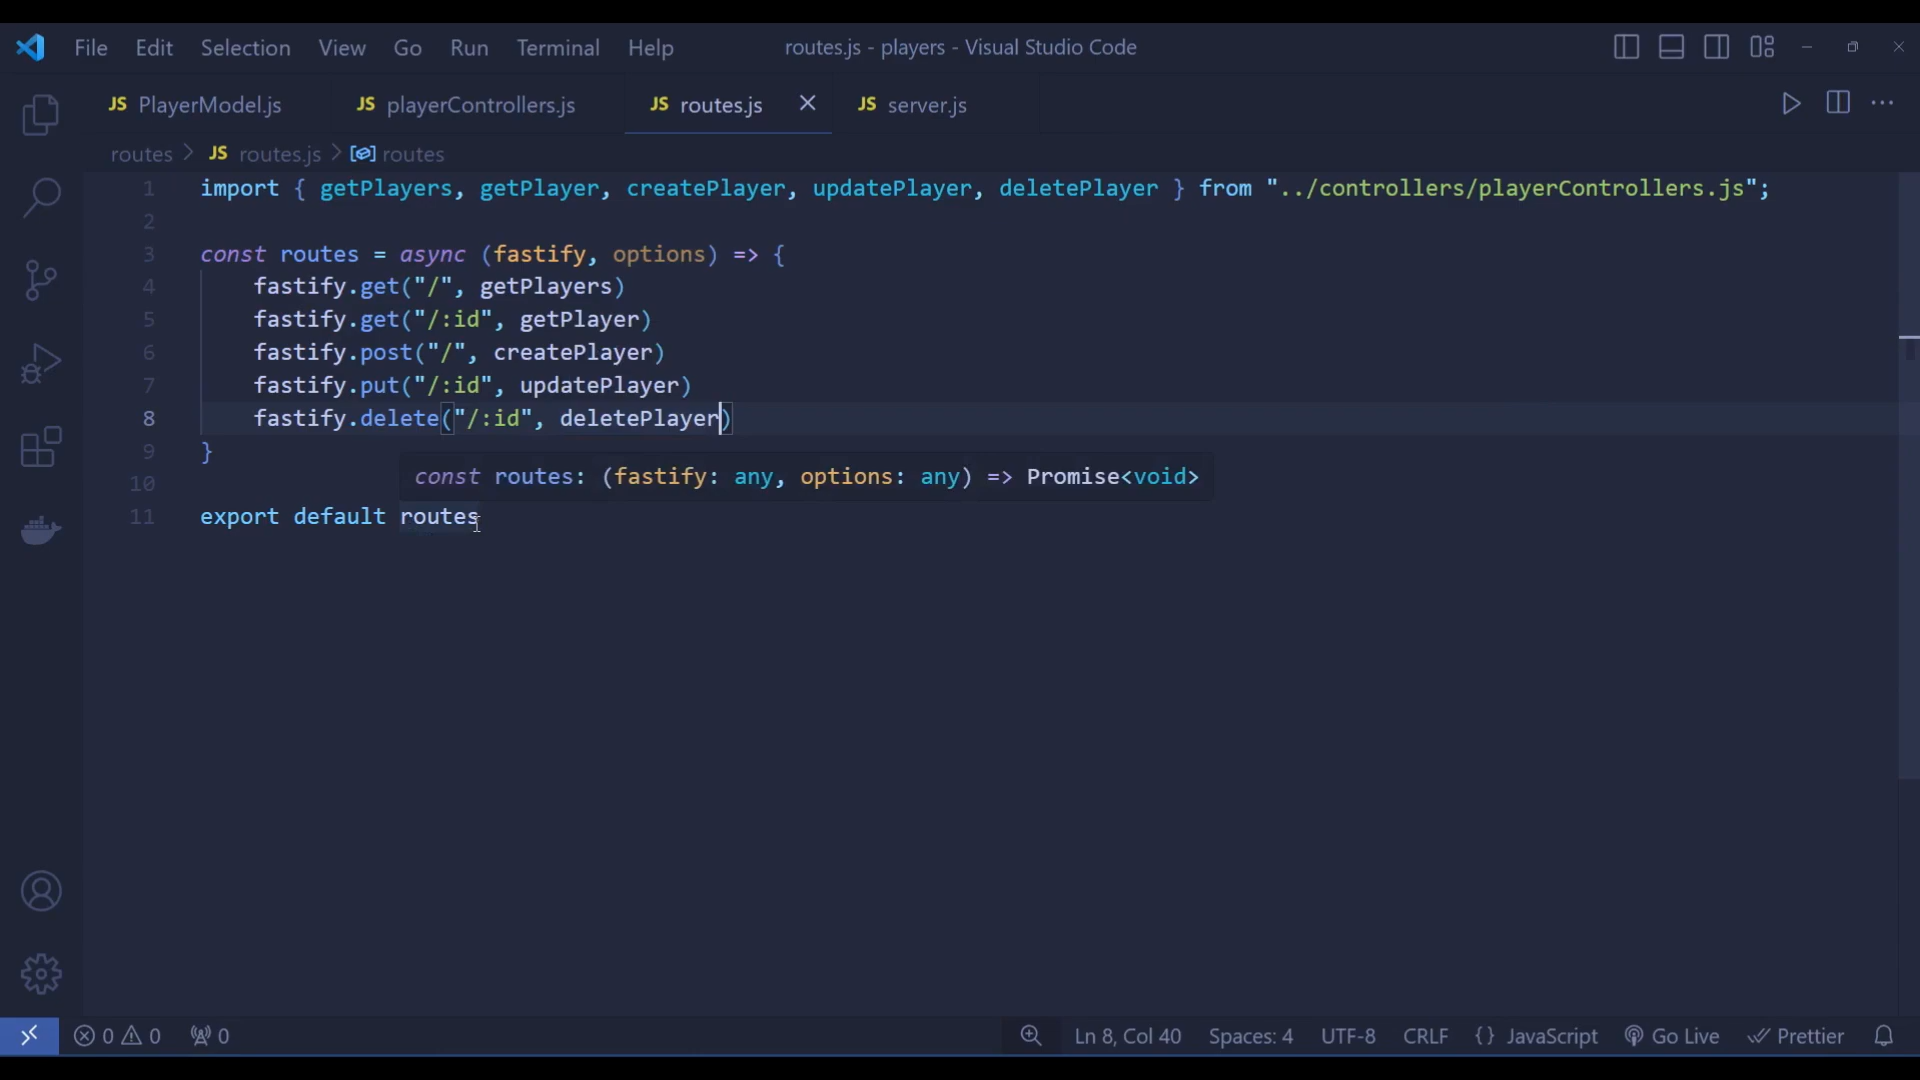 File Edit Selection View Go Run Terminal Help routes.js - players - Visual Studio Code
JS PlayerModel.js JS playerControllers.js JS routes.js JS server.js
routes > JS routes.js > routes
1 import { getPlayers, getPlayer, createPlayer, updatePlayer, deletePlayer } from "../controllers/playerControllers.js";
2
3 const routes = async (fastify, options) => {
4 fastify.get("/", getPlayers)
5 fastify.get("/:id", getPlayer)
6 fastify.post("/", createPlayer)
7 fastify.put("/:id", updatePlayer)
8 fastify.delete("/:id", deletePlayer)
9 }
const routes: (fastify: any, options: any) => Promise<void>
10
11 export default routes
0 0 0 Ln 8, Col 40 Spaces: 4 UTF-8 CRLF {} JavaScript Go Live Prettier